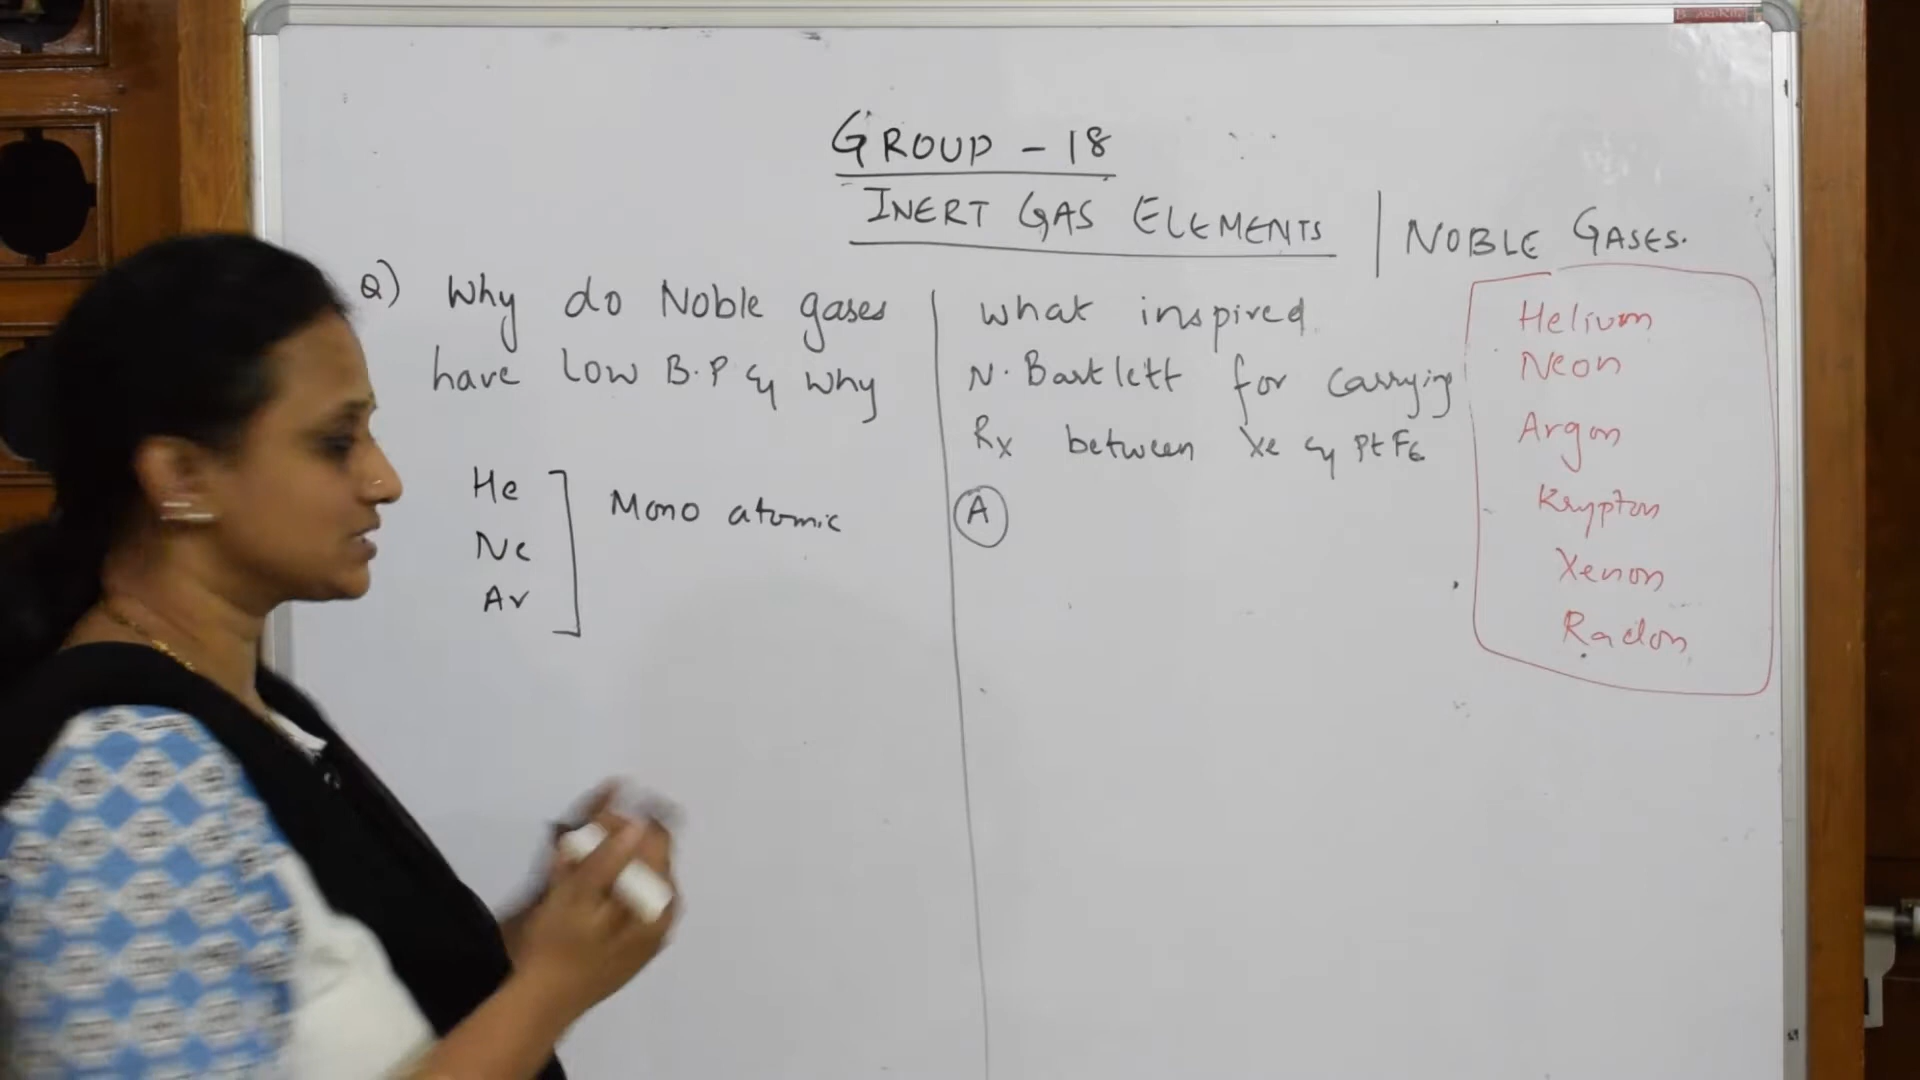 GROUP - 18
INERT GAS ELEMENTS | NOBLE GASES.
Q) Why do Noble gases
have low B.P & why
He
Ne
Ar
Mono atomic
what inspired
N. Bartlett for carrying
Rx between Xe & PtF6
A
Helium
Neon
Argon
Krypton
Xenon
Radon